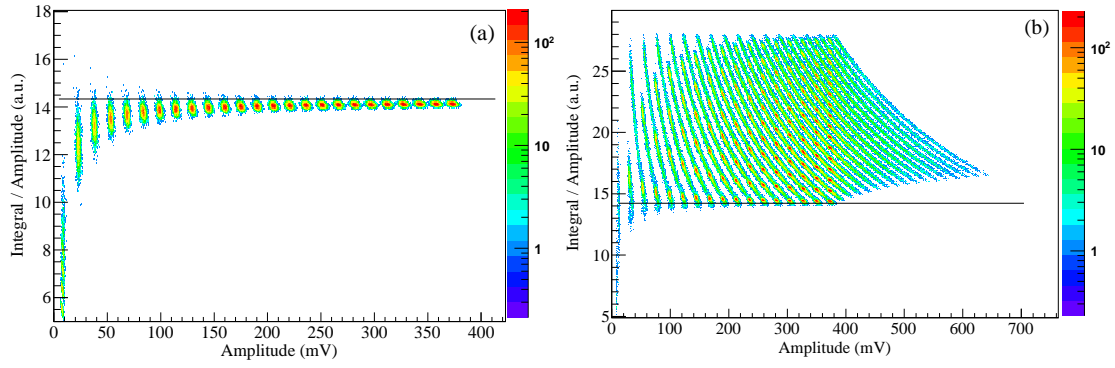 (a)
Integral / Amplitude (a.u.)
18
16
14
12
10
8
6
0 50 100 150 200 250 300 350 400
Amplitude (mV)
10²
10
1
(b)
Integral / Amplitude (a.u.)
25
20
15
10
5
0 100 200 300 400 500 600 700
Amplitude (mV)
10²
10
1